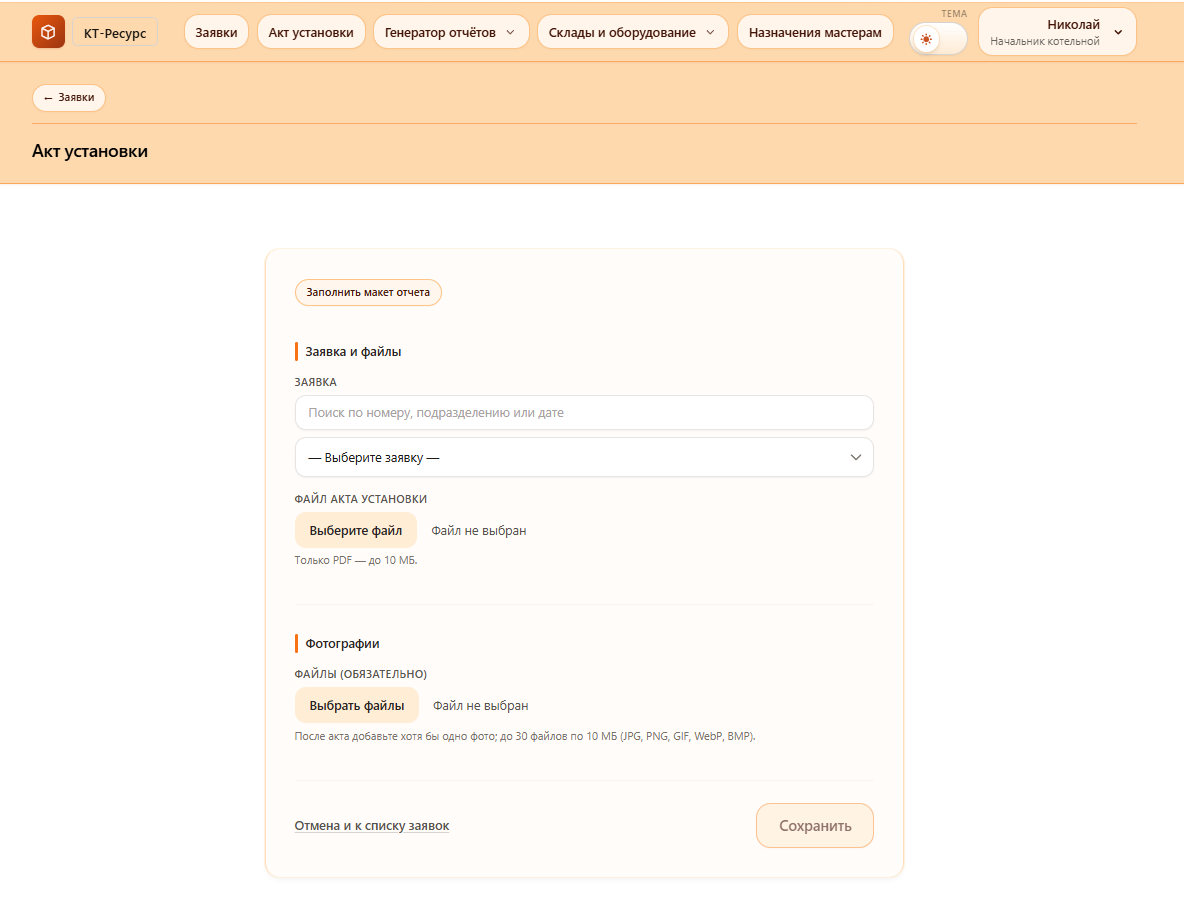 КТ-Ресурс
Заявки
Акт установки
Генератор отчётов
Склады и оборудование
Назначения мастерам
ТЕМА
Николай
Начальник котельной
← Заявки
Акт установки
Заполнить макет отчета
Заявка и файлы
ЗАЯВКА
Поиск по номеру, подразделению или дате
— Выберите заявку —
ФАЙЛ АКТА УСТАНОВКИ
Выберите файл Файл не выбран
Только PDF — до 10 МБ.
Фотографии
ФАЙЛЫ (ОБЯЗАТЕЛЬНО)
Выбрать файлы Файл не выбран
После акта добавьте хотя бы одно фото; до 30 файлов по 10 МБ (JPG, PNG, GIF, WebP, BMP).
Отмена и к списку заявок
Сохранить